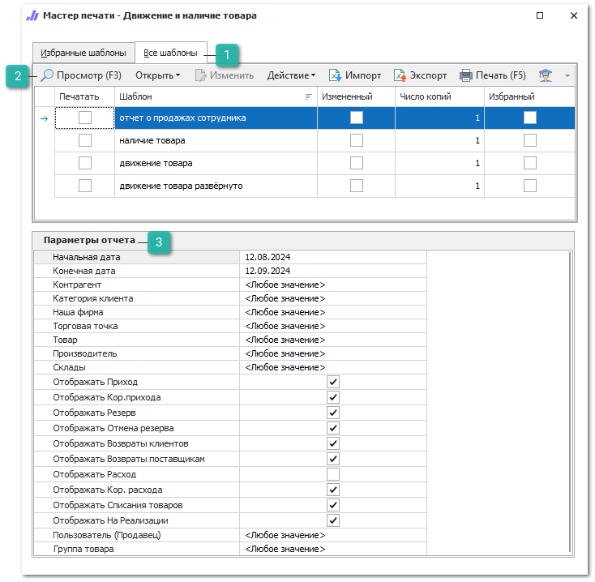 Мастер печати - Движение и наличие товара
Избранные шаблоны Все шаблоны 1
2 Просмотр (F3) Открыть Изменить Действие Импорт Экспорт Печать (F5)
Печатать Шаблон Измененный Число копий Избранный
отчет о продажах сотрудника 1
наличие товара 1
движение товара 1
движение товара развёрнуто 1
Параметры отчета 3
Начальная дата 12.08.2024
Конечная дата 12.09.2024
Контрагент <Любое значение>
Категория клиента <Любое значение>
Наша фирма <Любое значение>
Торговая точка <Любое значение>
Товар <Любое значение>
Производитель <Любое значение>
Склады <Любое значение>
Отображать Приход
Отображать Кор.прихода
Отображать Резерв
Отображать Отмена резерва
Отображать Возвраты клиентов
Отображать Возвраты поставщикам
Отображать Расход
Отображать Кор. расхода
Отображать Списания товаров
Отображать На Реализации
Пользователь (Продавец) <Любое значение>
Группа товара <Любое значение>